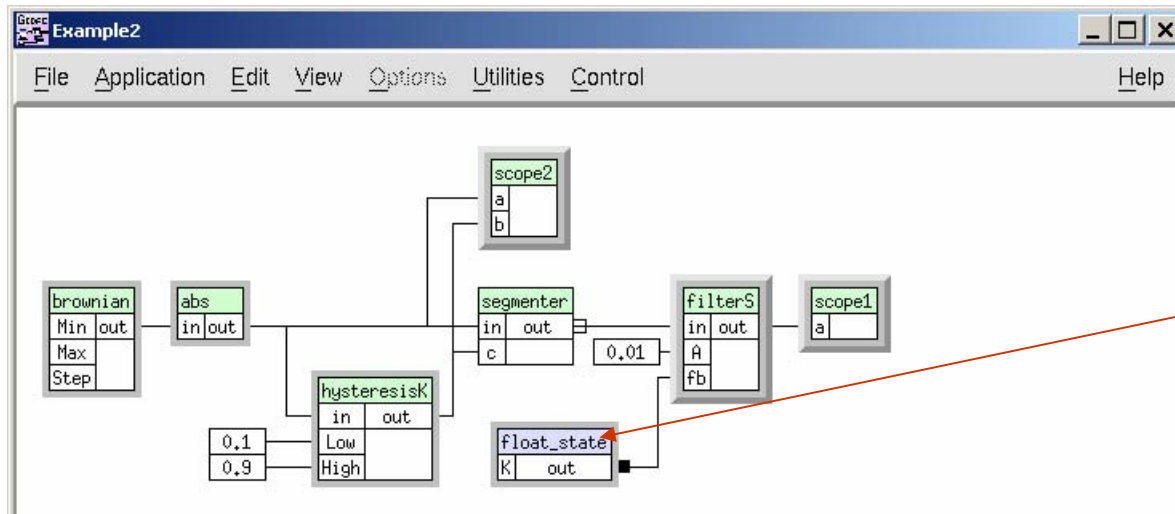 Example2
File Application Edit View Options Utilities Control Help
scope2
a
b
brownian
Min out
Max
Step
abs
in out
segmenter
in out
c
filterS
in out
A
fb
scope1
a
0.01
hysteresisK
in out
Low
High
0.1
0.9
float_state
K out